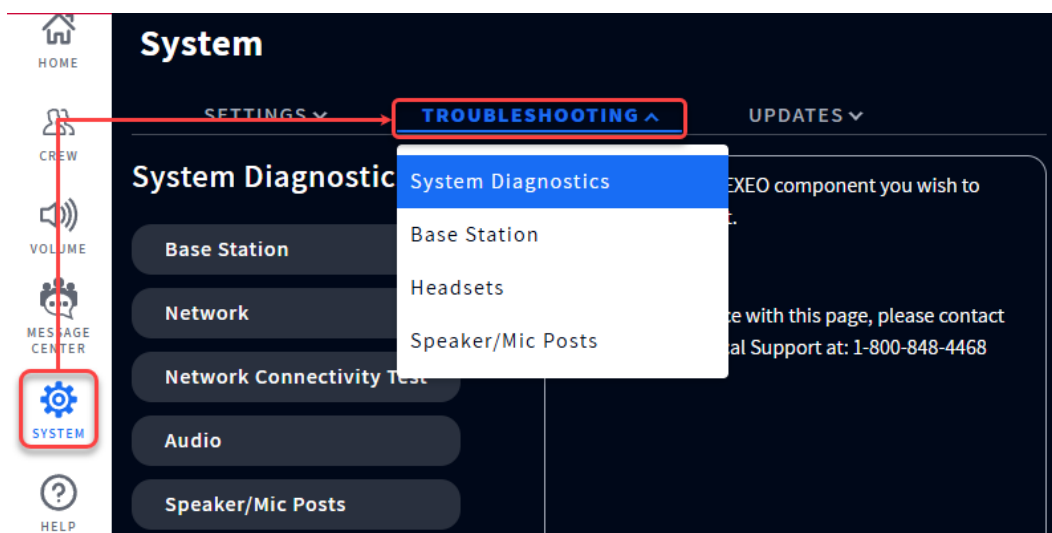 HOME
CREW
VOLUME
MESSAGE
CENTER
SYSTEM
HELP
System
SETTINGS
TROUBLESHOOTING
UPDATES
System Diagnostic
System Diagnostics
Base Station
Headsets
Speaker/Mic Posts
Base Station
Network
Network Connectivity Test
Audio
Speaker/Mic Posts
EXEO component you wish to
t.
te with this page, please contact
al Support at: 1-800-848-4468